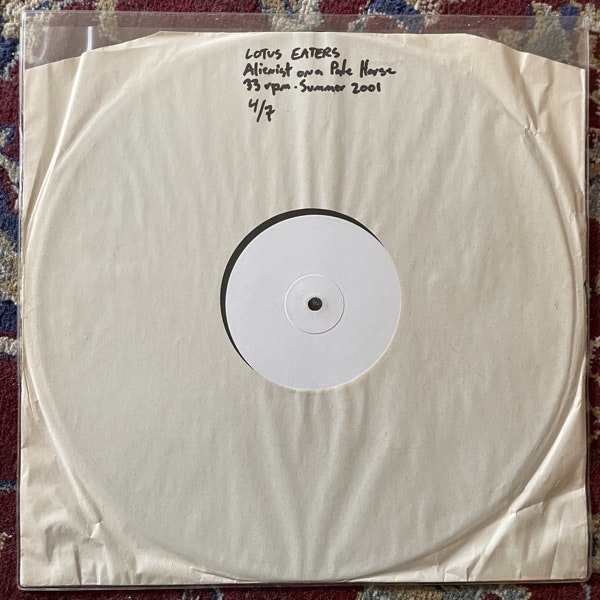 LOTUS EATERS
Alienist on a Pale Horse
33 rpm · Summer 2001
4/7